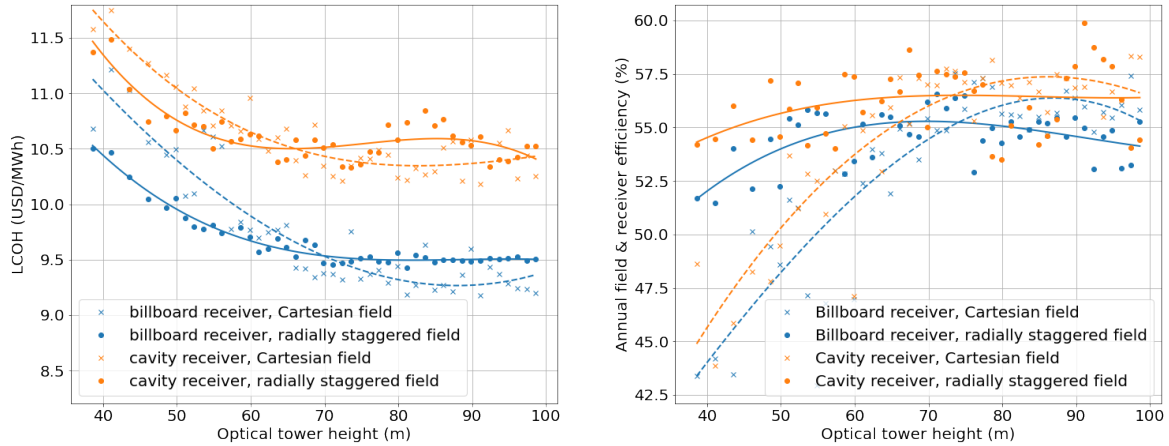 LCOH (USD/MWh)
11.5
11.0
10.5
10.0
9.5
9.0
8.5
billboard receiver, Cartesian field
billboard receiver, radially staggered field
cavity receiver, Cartesian field
cavity receiver, radially staggered field
40 50 60 70 80 90 100
Optical tower height (m)
Annual field & receiver efficiency (%)
60.0
57.5
55.0
52.5
50.0
47.5
45.0
42.5
Billboard receiver, Cartesian field
Billboard receiver, radially staggered field
Cavity receiver, Cartesian field
Cavity receiver, radially staggered field
40 50 60 70 80 90 100
Optical tower height (m)